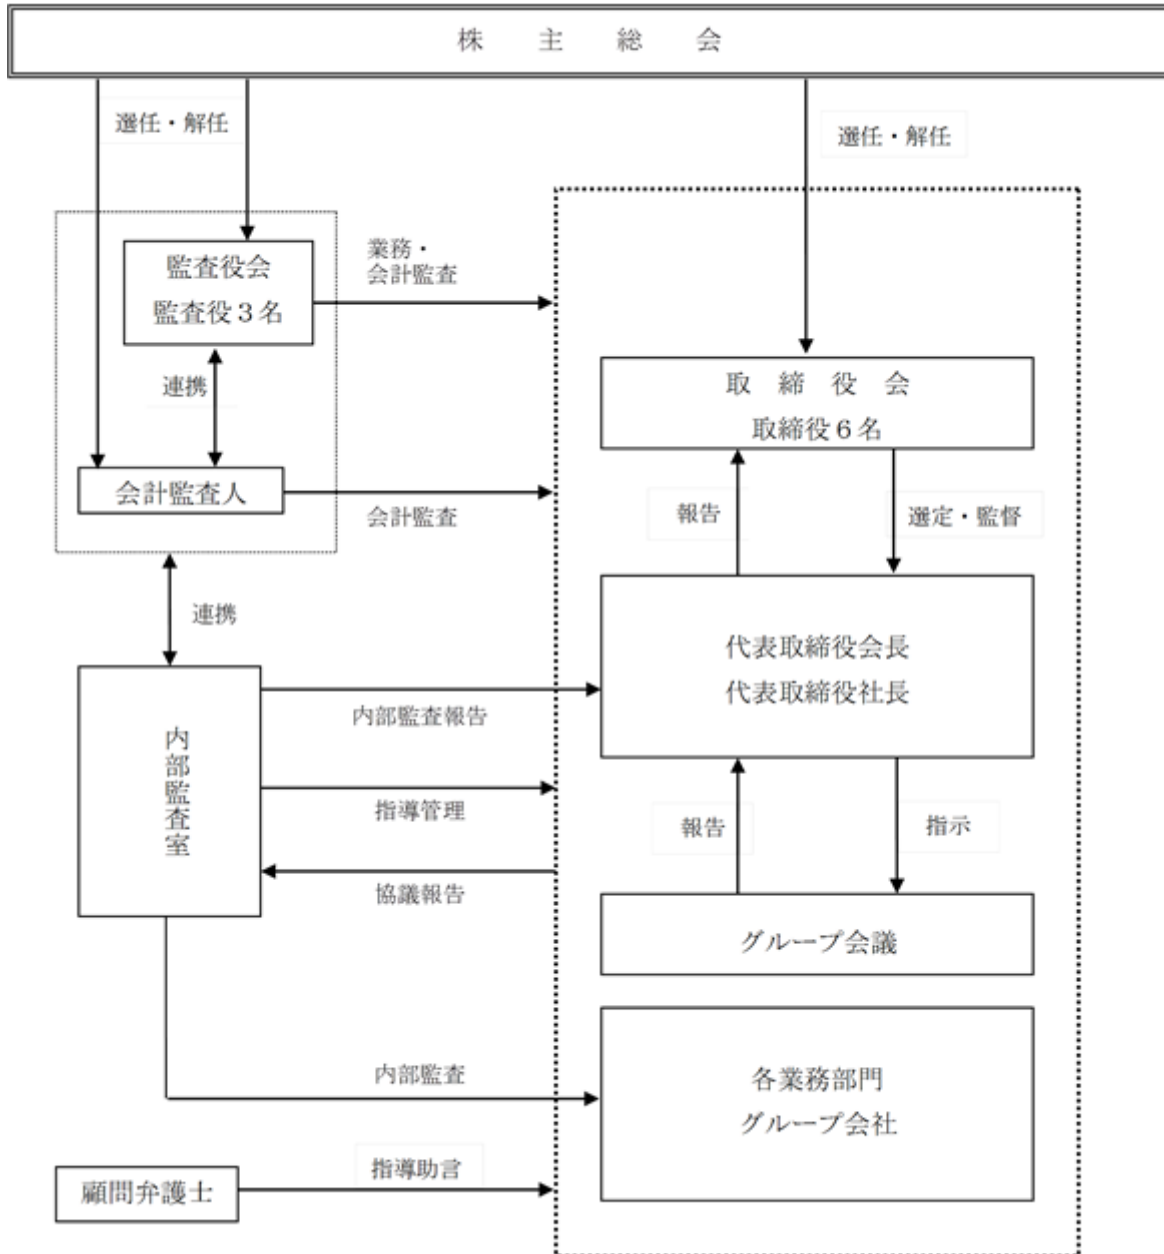 株 主 総 会
選任・解任
選任・解任
監査役会
監査役３名
業務・
会計監査
連携
取 締 役 会
取締役６名
会計監査人
会計監査
報告
選定・監督
連携
代表取締役会長
代表取締役社長
内部監査室
内部監査報告
指導管理
報告
指示
協議報告
グループ会議
内部監査
各業務部門
グループ会社
顧問弁護士
指導助言